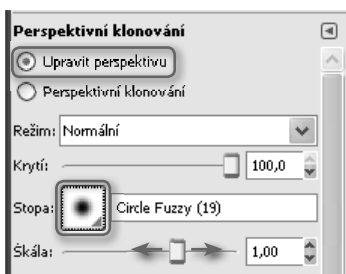 Perspektivní klonování
Upravit perspektivu
Perspektivní klonování
Režim: Normální
Krytí: 100,0
Stopa: Circle Fuzzy (19)
Škála: 1,00